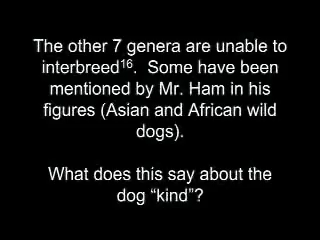 The other 7 genera are unable to
interbreed¹⁶. Some have been
mentioned by Mr. Ham in his
figures (Asian and African wild
dogs).
What does this say about the
dog “kind”?